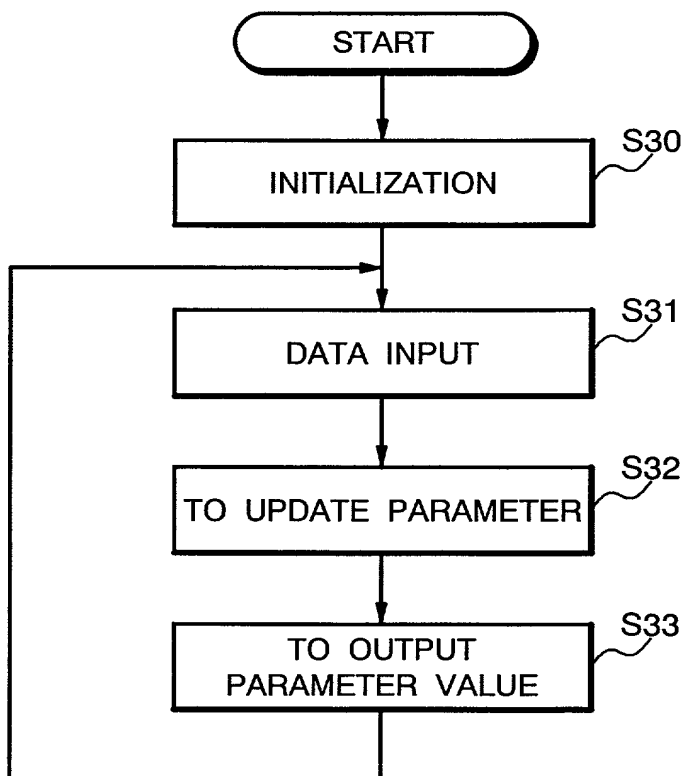 START
S30
INITIALIZATION
S31
DATA INPUT
S32
TO UPDATE PARAMETER
S33
TO OUTPUT
PARAMETER VALUE